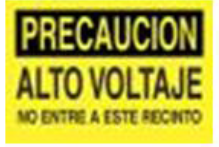 PRECAUCION
ALTO VOLTAJE
NO ENTRE A ESTE RECINTO